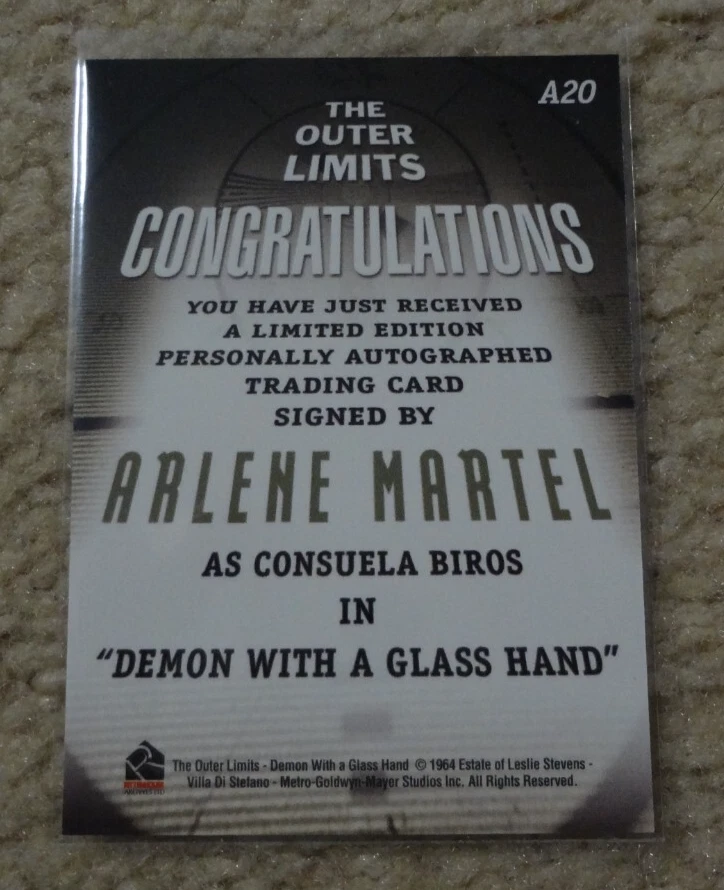 A20
THE
OUTER
LIMITS
CONGRATULATIONS
YOU HAVE JUST RECEIVED
A LIMITED EDITION
PERSONALLY AUTOGRAPHED
TRADING CARD
SIGNED BY
ARLENE MARTEL
AS CONSUELA BIROS
IN
"DEMON WITH A GLASS HAND"
The Outer Limits - Demon With a Glass Hand © 1964 Estate of Leslie Stevens -
Villa Di Stefano - Metro-Goldwyn-Mayer Studios Inc. All Rights Reserved.